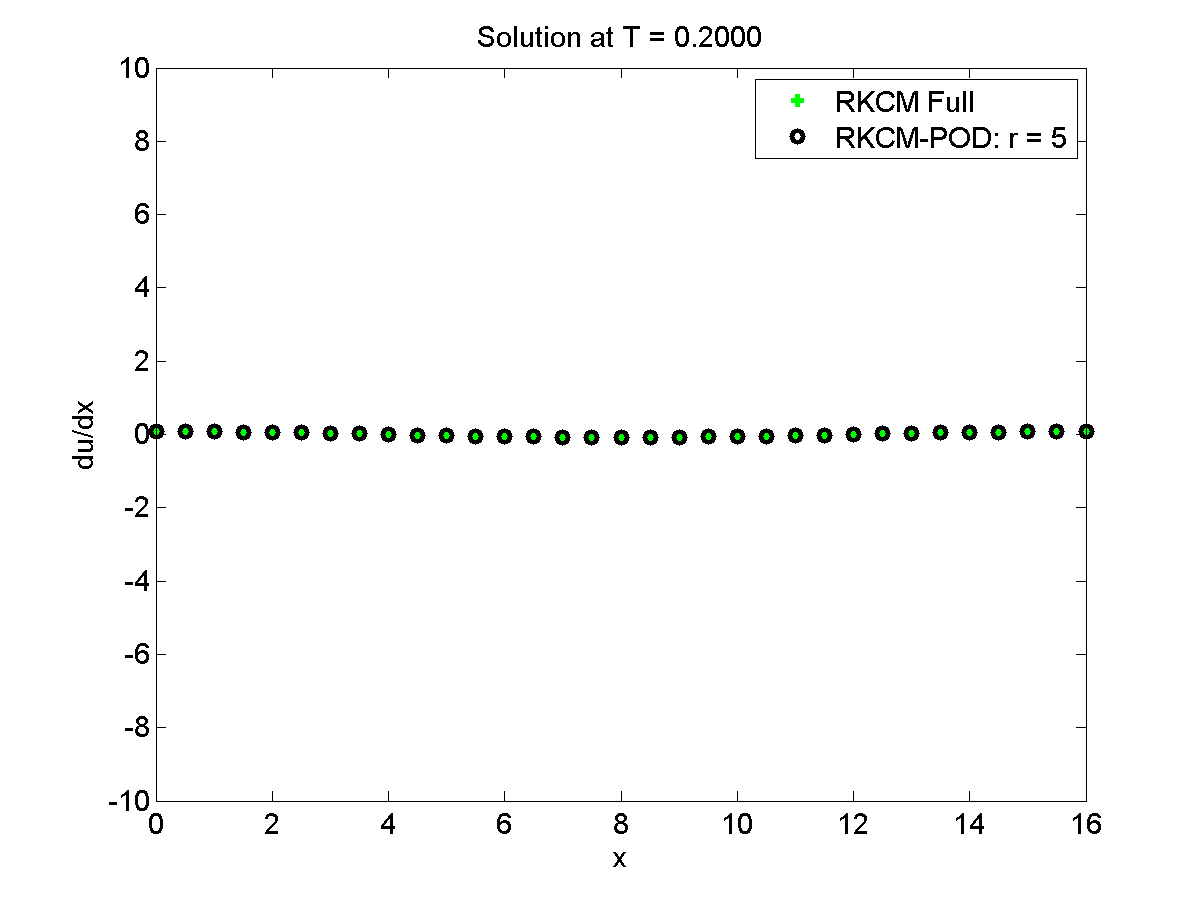 Solution at T = 0.2000
RKCM Full
RKCM-POD: r = 5
10
8
6
4
2
0
-2
-4
-6
-8
-10
du/dx
0 2 4 6 8 10 12 14 16
x